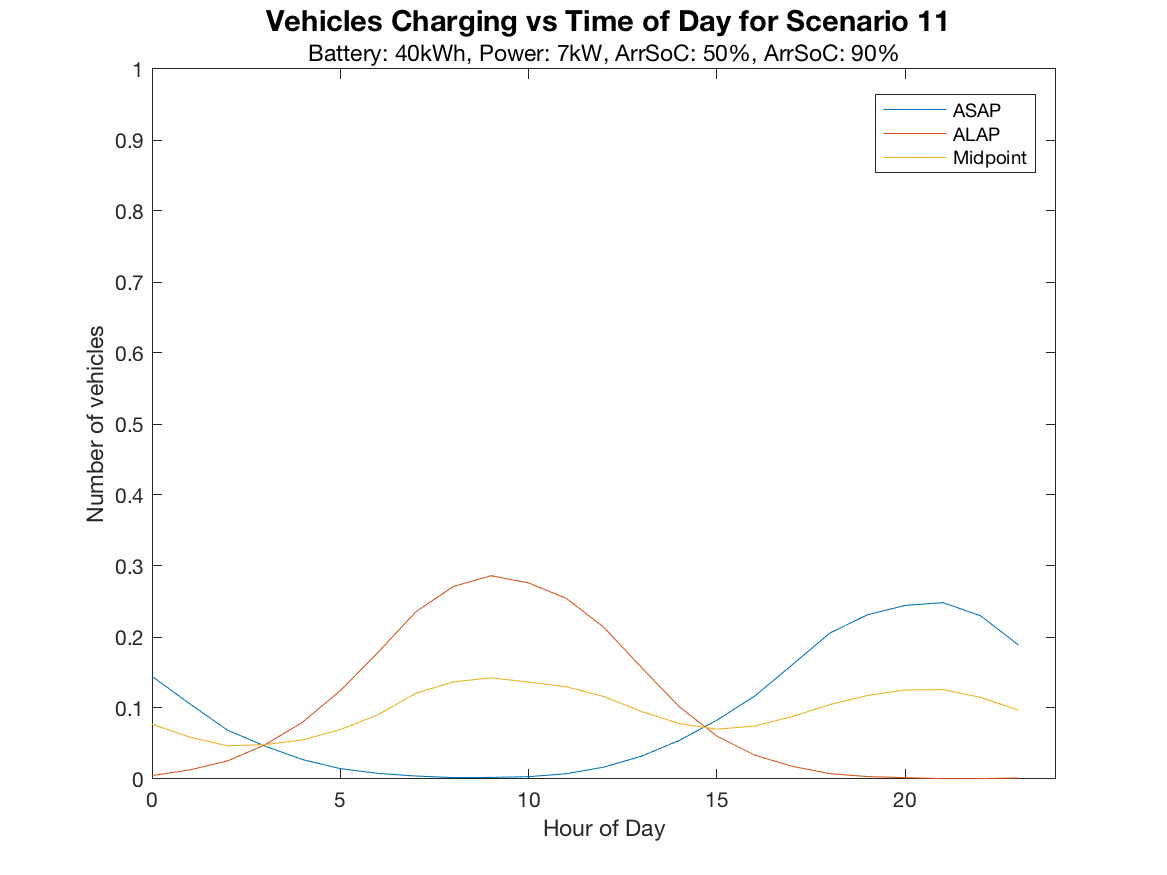 Vehicles Charging vs Time of Day for Scenario 11
Battery: 40kWh, Power: 7kW, ArrSoC: 50%, ArrSoC: 90%
1
0.9
0.8
0.7
0.6
0.5
0.4
0.3
0.2
0.1
0
Number of vehicles
ASAP
ALAP
Midpoint
0
5
10
15
20
Hour of Day